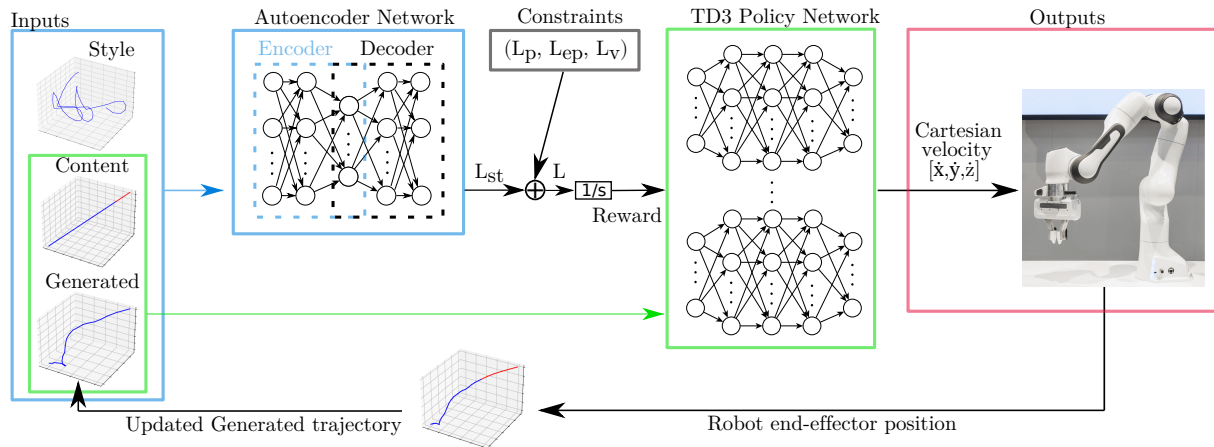 Inputs
Autoencoder Network
Constraints
TD3 Policy Network
Outputs
Style
Encoder
Decoder
(Lp, Lep, Lv)
Content
Lst
L
1/s
Reward
Cartesian
velocity
[ẋ,ẏ,ż]
Generated
Updated Generated trajectory
Robot end-effector position